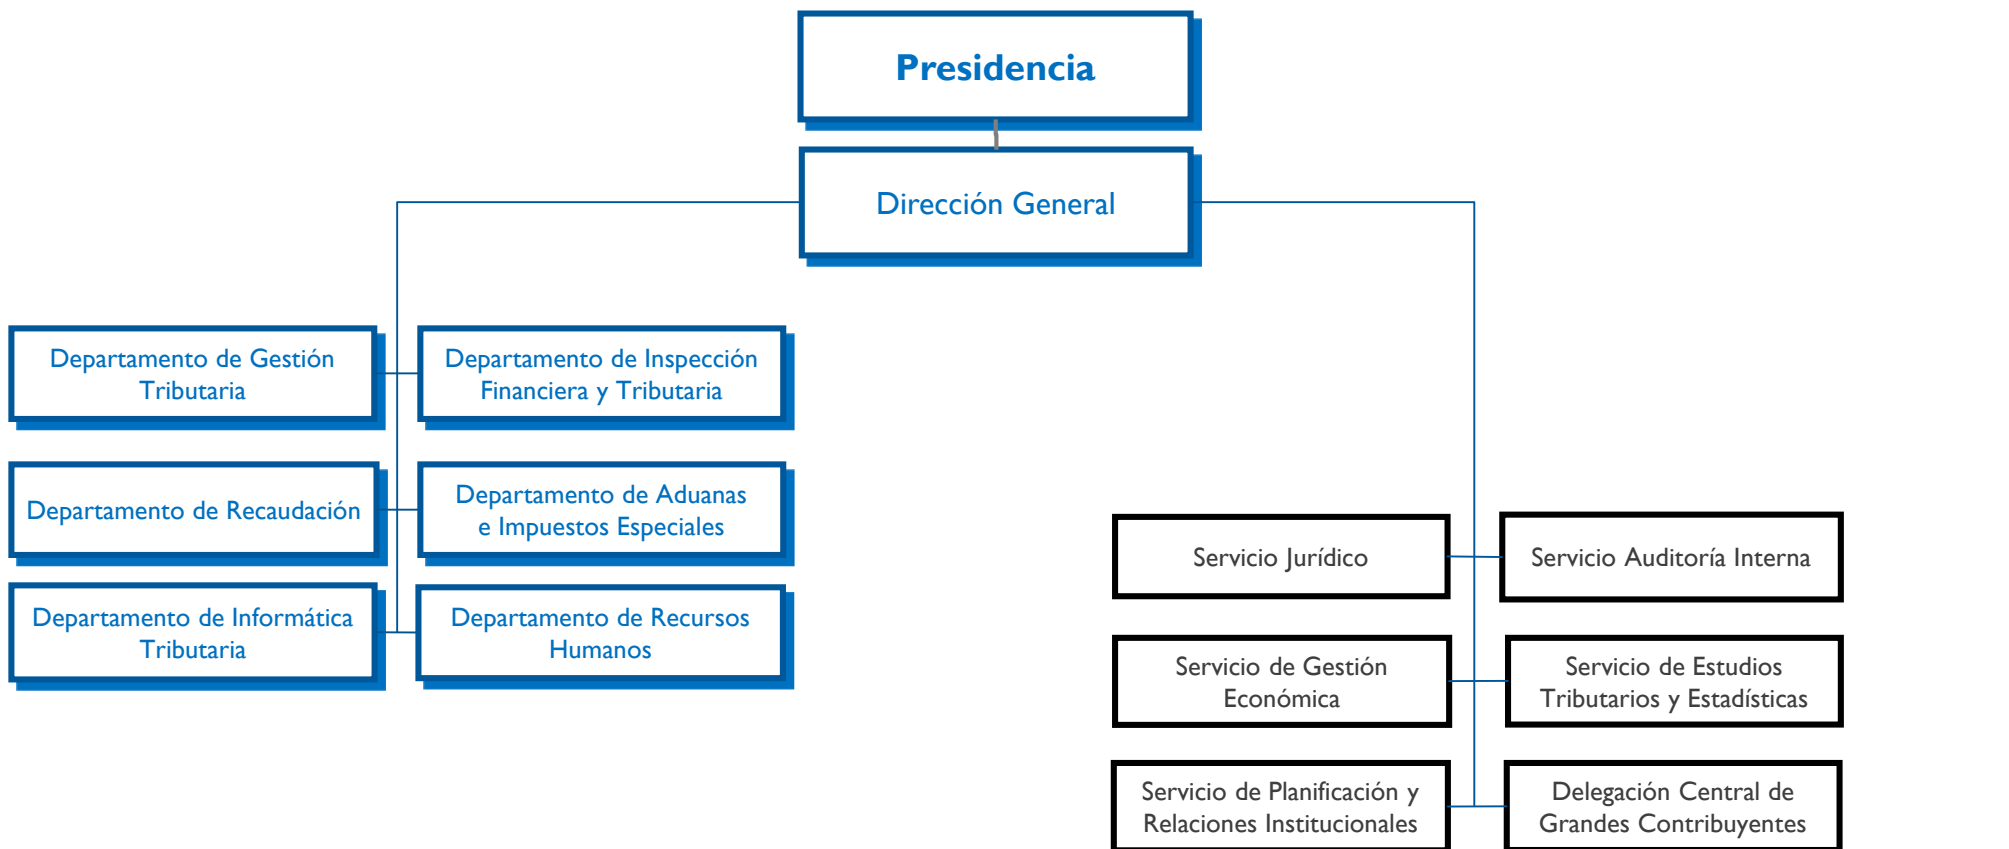 Presidencia
Dirección General
Departamento de Gestión
Tributaria
Departamento de Inspección
Financiera y Tributaria
Departamento de Recaudación
Departamento de Aduanas
e Impuestos Especiales
Departamento de Informática
Tributaria
Departamento de Recursos
Humanos
Servicio Jurídico
Servicio Auditoría Interna
Servicio de Gestión
Económica
Servicio de Estudios
Tributarios y Estadísticas
Servicio de Planificación y
Relaciones Institucionales
Delegación Central de
Grandes Contribuyentes